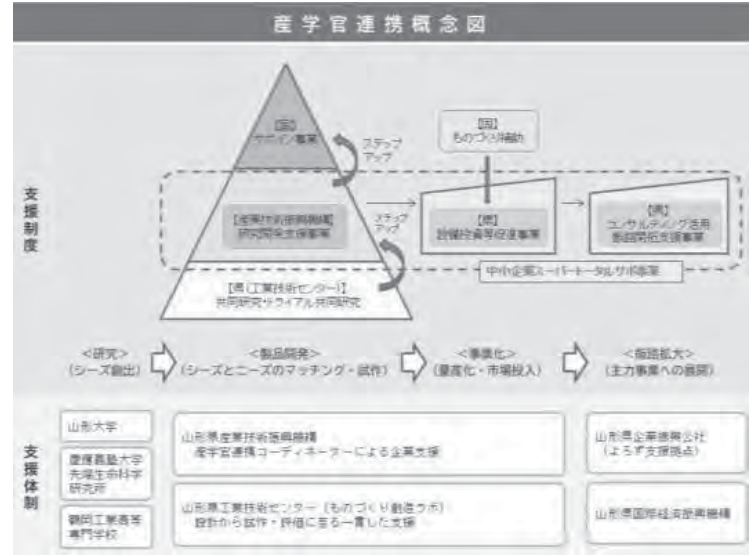 産学官連携概念図
支援制度
【国】
サポイン事業
ステップ
アップ
【国】
ものづくり補助
【産業技術振興機構】
研究開発支援事業
ステップ
アップ
【県】
設備投資等促進事業
【県】
コンサルティング活用
販路開拓支援事業
中小企業スーパートータルサポ事業
【県(工業技術センター)】
共同研究・トライアル共同研究
<研究>
(シーズ創出)
<製品開発>
(シーズとニーズのマッチング・試作)
<事業化>
(量産化・市場投入)
<販路拡大>
(主力事業への展開)
支援体制
山形大学
慶應義塾大学
先端生命科学
研究所
鶴岡工業高等
専門学校
山形県産業技術振興機構
産学官連携コーディネーターによる企業支援
山形県工業技術センター(ものづくり創造ラボ)
設計から試作・評価に至る一貫した支援
山形県企業振興公社
(よろず支援拠点)
山形県国際経済振興機構